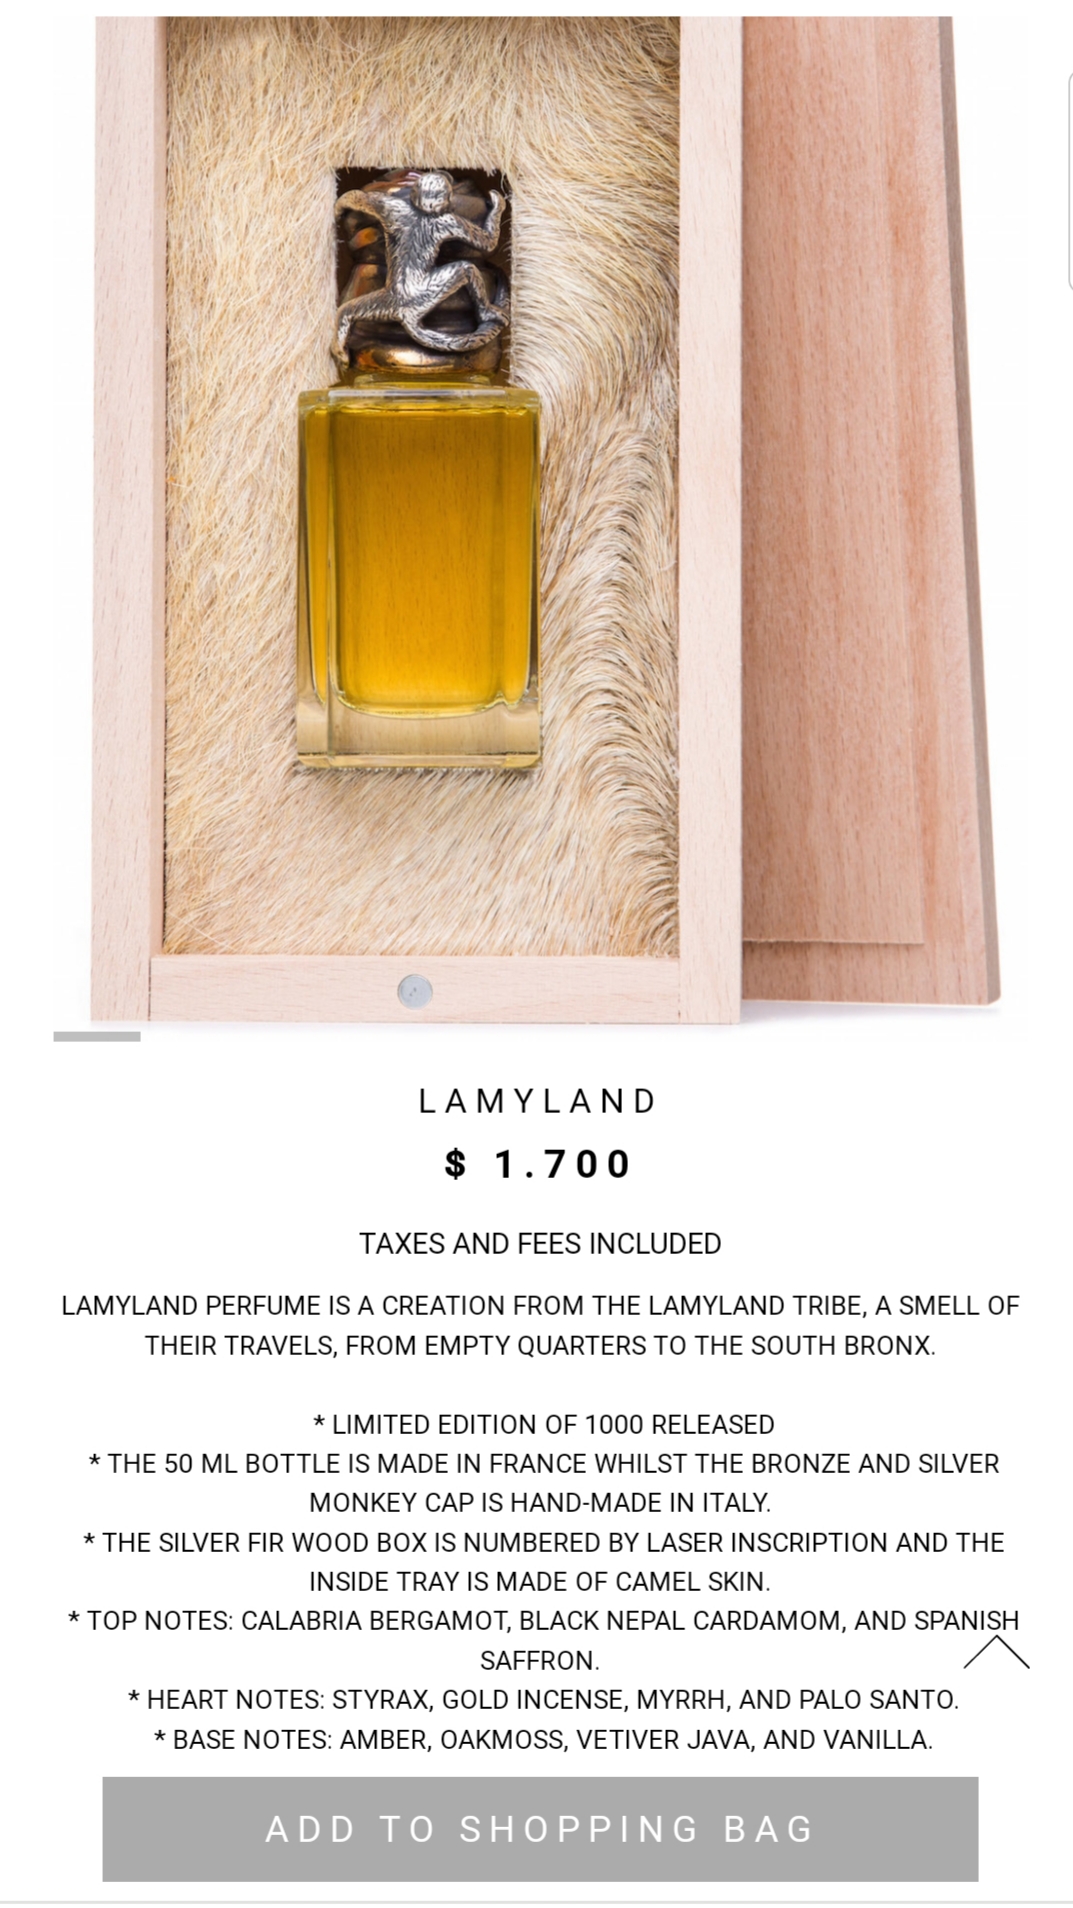 LAMYLAND
$ 1.700
TAXES AND FEES INCLUDED
LAMYLAND PERFUME IS A CREATION FROM THE LAMYLAND TRIBE, A SMELL OF
THEIR TRAVELS, FROM EMPTY QUARTERS TO THE SOUTH BRONX.
* LIMITED EDITION OF 1000 RELEASED
* THE 50 ML BOTTLE IS MADE IN FRANCE WHILST THE BRONZE AND SILVER
MONKEY CAP IS HAND-MADE IN ITALY.
* THE SILVER FIR WOOD BOX IS NUMBERED BY LASER INSCRIPTION AND THE
INSIDE TRAY IS MADE OF CAMEL SKIN.
* TOP NOTES: CALABRIA BERGAMOT, BLACK NEPAL CARDAMOM, AND SPANISH
SAFFRON.
* HEART NOTES: STYRAX, GOLD INCENSE, MYRRH, AND PALO SANTO.
* BASE NOTES: AMBER, OAKMOSS, VETIVER JAVA, AND VANILLA.
ADD TO SHOPPING BAG